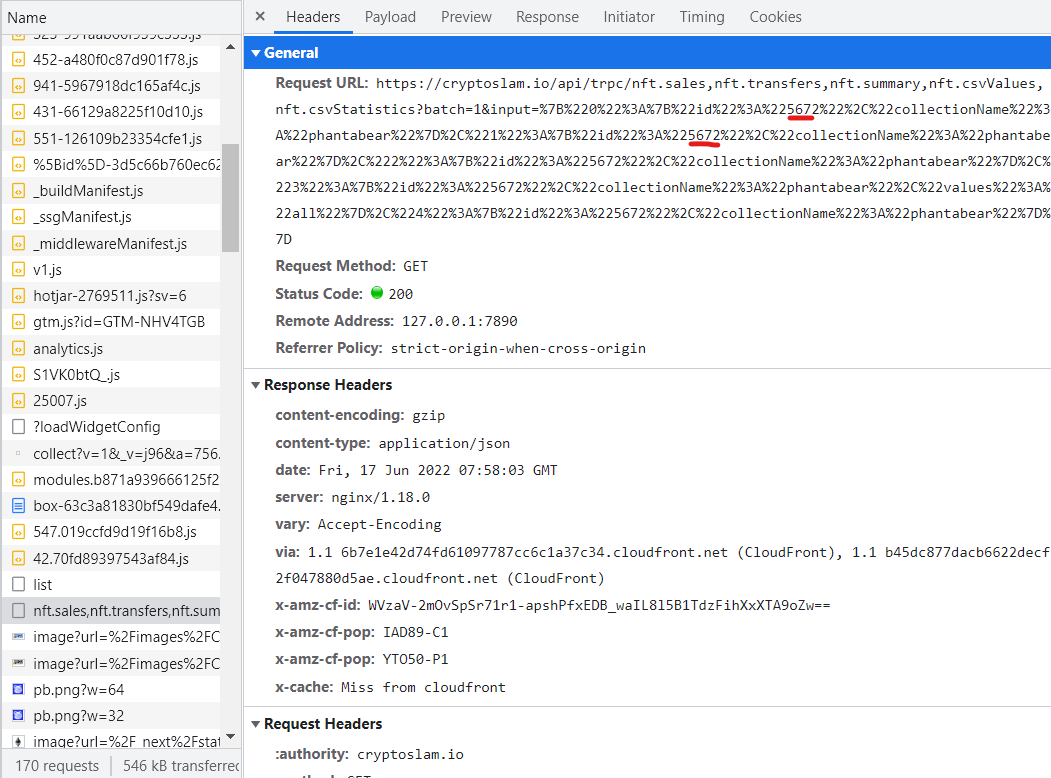 Name
452-a480f0c87d901f78.js
941-5967918dc165af4c.js
431-66129a8225f10d10.js
551-126109b23354cfe1.js
%5Bid%5D-3d5c66b760ec62
_buildManifest.js
_ssgManifest.js
_middlewareManifest.js
v1.js
hotjar-2769511.js?sv=6
gtm.js?id=GTM-NHV4TGB
analytics.js
S1VK0btQ_.js
25007.js
?loadWidgetConfig
collect?v=1&_v=j96&a=756.
modules.b871a939666125f2
box-63c3a81830bf549dafe4.
547.019ccfd9d19f16b8.js
42.70fd89397543af84.js
list
nft.sales,nft.transfers,nft.sum
image?url=%2Fimages%2FC
image?url=%2Fimages%2FC
pb.png?w=64
pb.png?w=32
image?url=%2F_next%2Fstat
170 requests
546 kB transferred
× Headers Payload Preview Response Initiator Timing Cookies
▼ General
Request URL: https://cryptoslam.io/api/trpc/nft.sales,nft.transfers,nft.summary,nft.csvValues,
nft.csvStatistics?batch=1&input=%7B%220%22%3A%7B%22id%22%3A%225672%22%2C%22collectionName%22%3
A%22phantabear%22%7D%2C%221%22%3A%7B%22id%22%3A%225672%22%2C%22collectionName%22%3A%22phantabe
ar%22%7D%2C%222%22%3A%7B%22id%22%3A%225672%22%2C%22collectionName%22%3A%22phantabear%22%7D%2C%
223%22%3A%7B%22id%22%3A%225672%22%2C%22collectionName%22%3A%22phantabear%22%2C%22values%22%3A%
22all%22%7D%2C%224%22%3A%7B%22id%22%3A%225672%22%2C%22collectionName%22%3A%22phantabear%22%7D%
7D
Request Method: GET
Status Code: 200
Remote Address: 127.0.0.1:7890
Referrer Policy: strict-origin-when-cross-origin
▼ Response Headers
content-encoding: gzip
content-type: application/json
date: Fri, 17 Jun 2022 07:58:03 GMT
server: nginx/1.18.0
vary: Accept-Encoding
via: 1.1 6b7e1e42d74fd61097787cc6c1a37c34.cloudfront.net (CloudFront), 1.1 b45dc877dacb6622decf
2f047880d5ae.cloudfront.net (CloudFront)
x-amz-cf-id: WVzaV-2mOvSpSr71r1-apshPfxEDB_waIL8l5B1TdzFihXxXTA9oZw==
x-amz-cf-pop: IAD89-C1
x-amz-cf-pop: YTO50-P1
x-cache: Miss from cloudfront
▼ Request Headers
:authority: cryptoslam.io